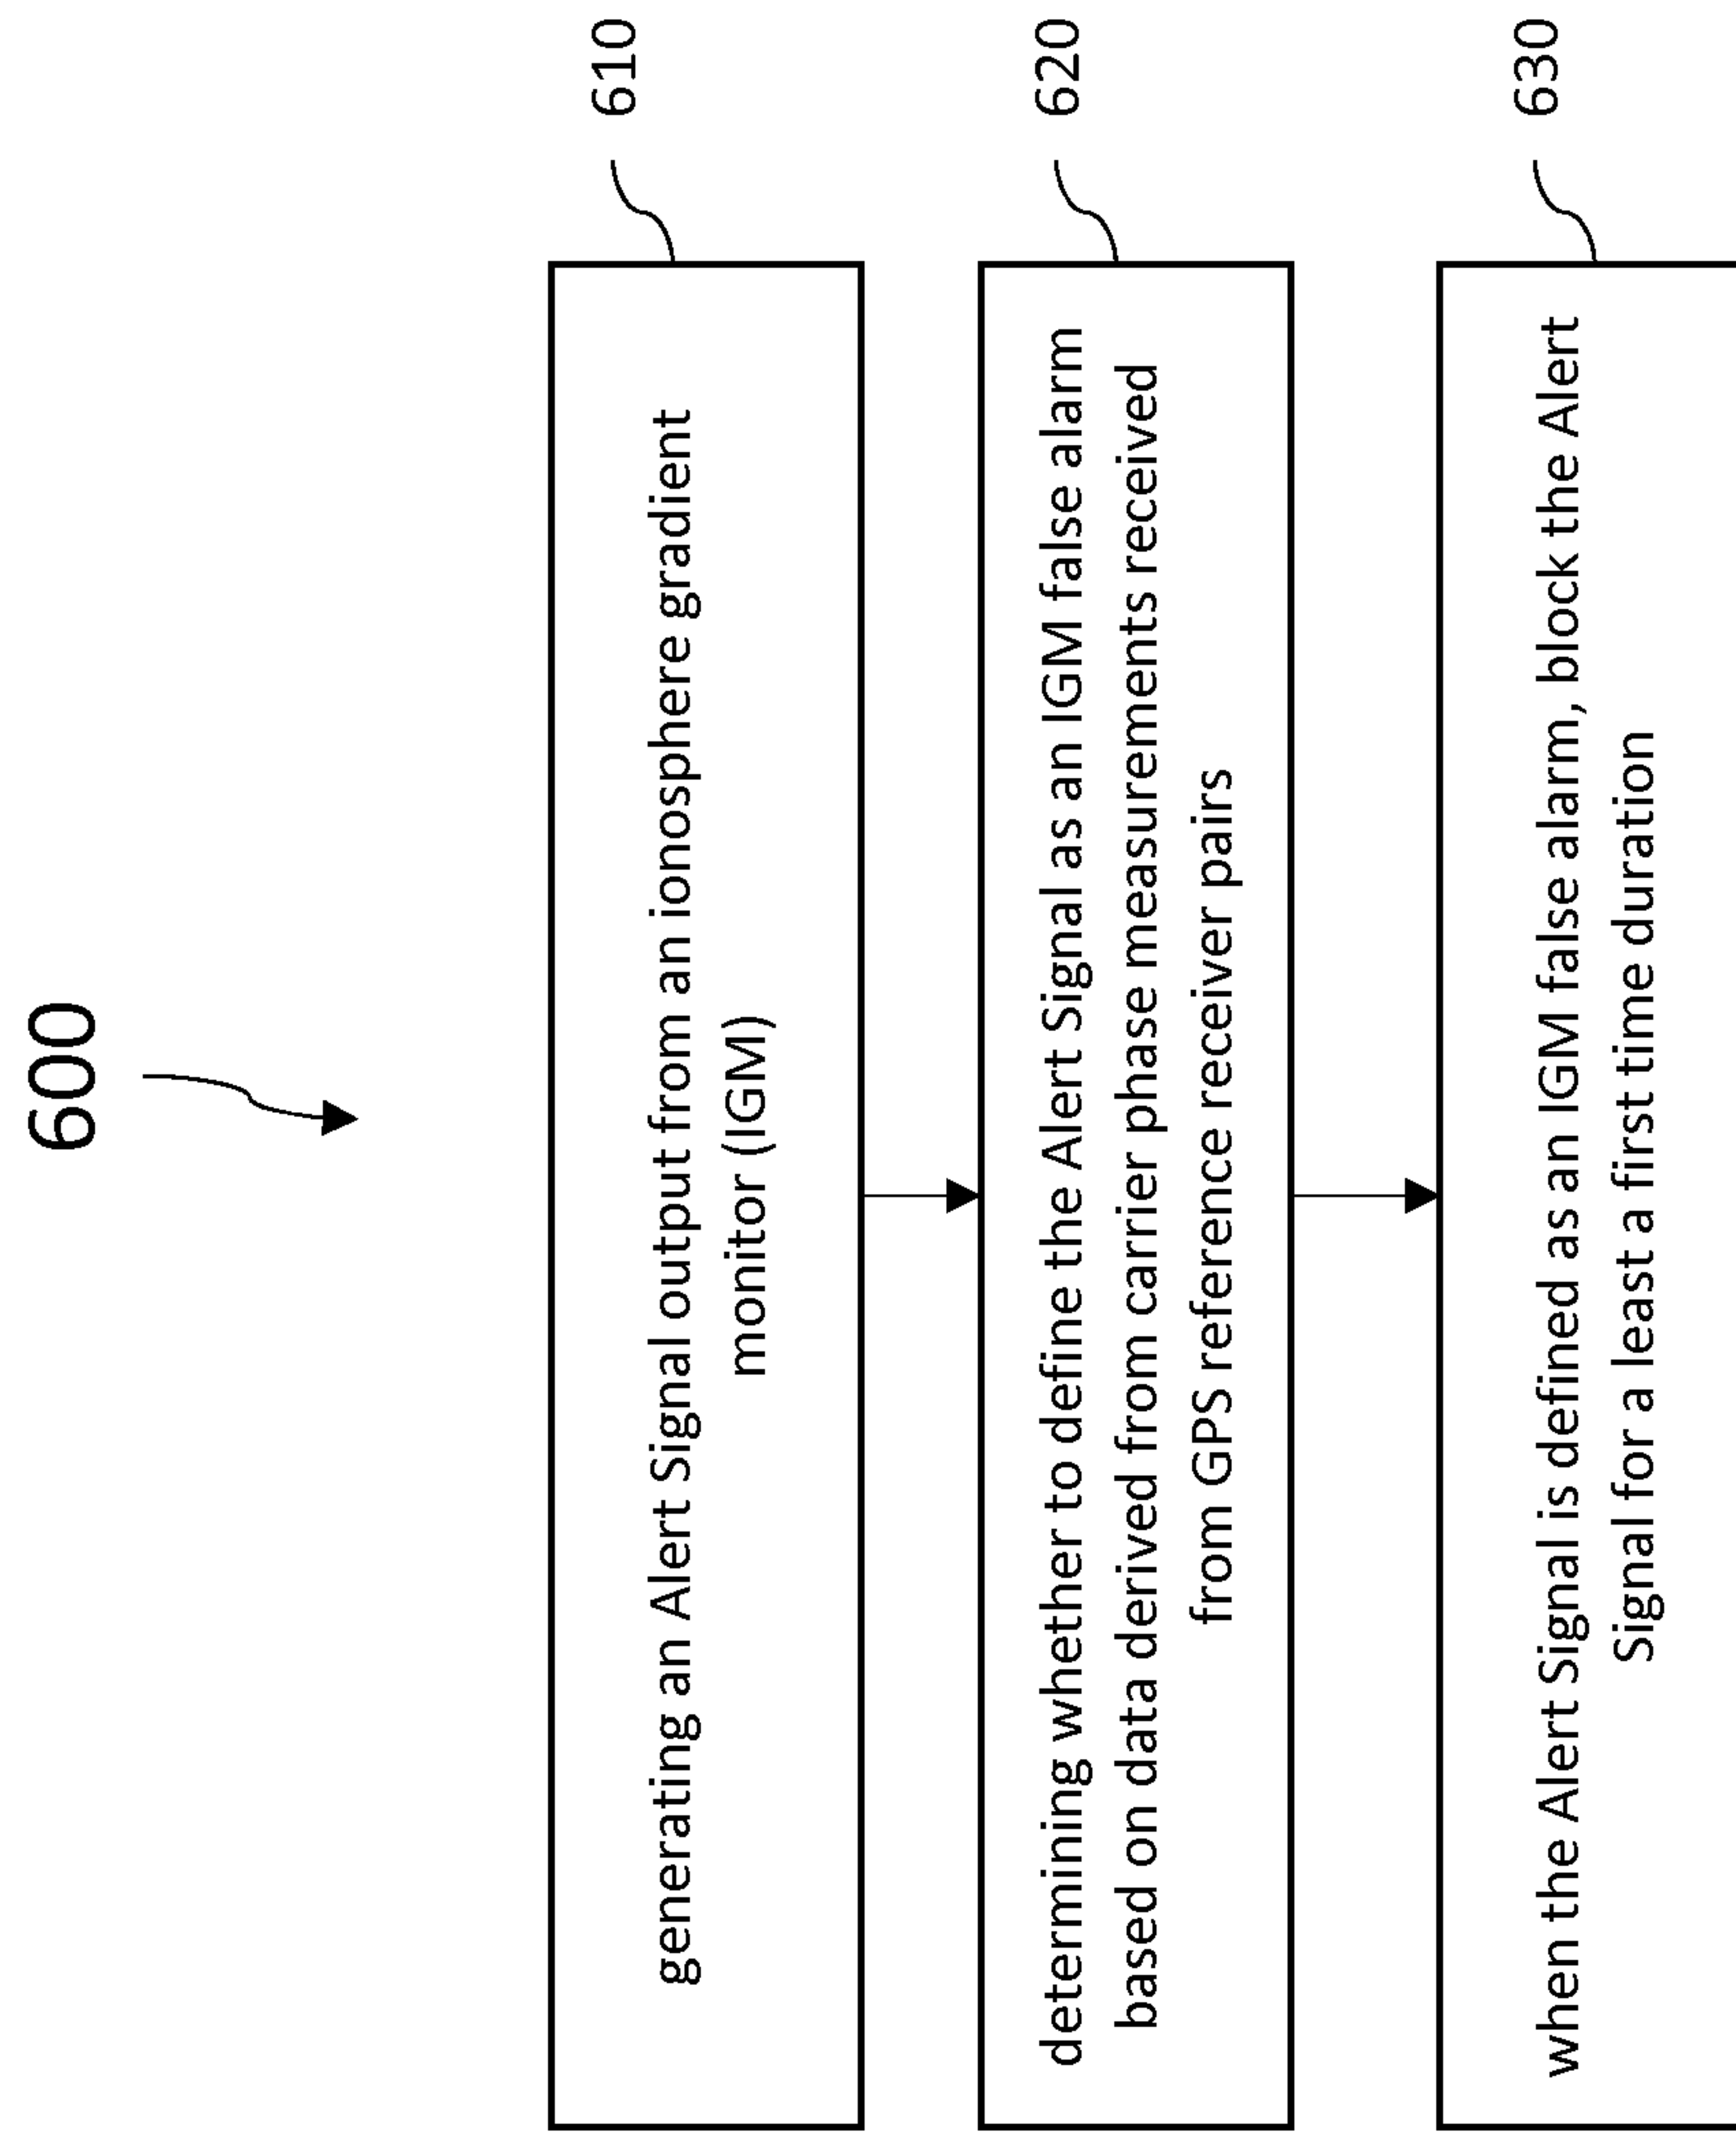 600
610
generating an Alert Signal output from an ionosphere gradient
monitor (IGM)
620
determining whether to define the Alert Signal as an IGM false alarm
based on data derived from carrier phase measurements received
from GPS reference receiver pairs
630
when the Alert Signal is defined as an IGM false alarm, block the Alert
Signal for a least a first time duration